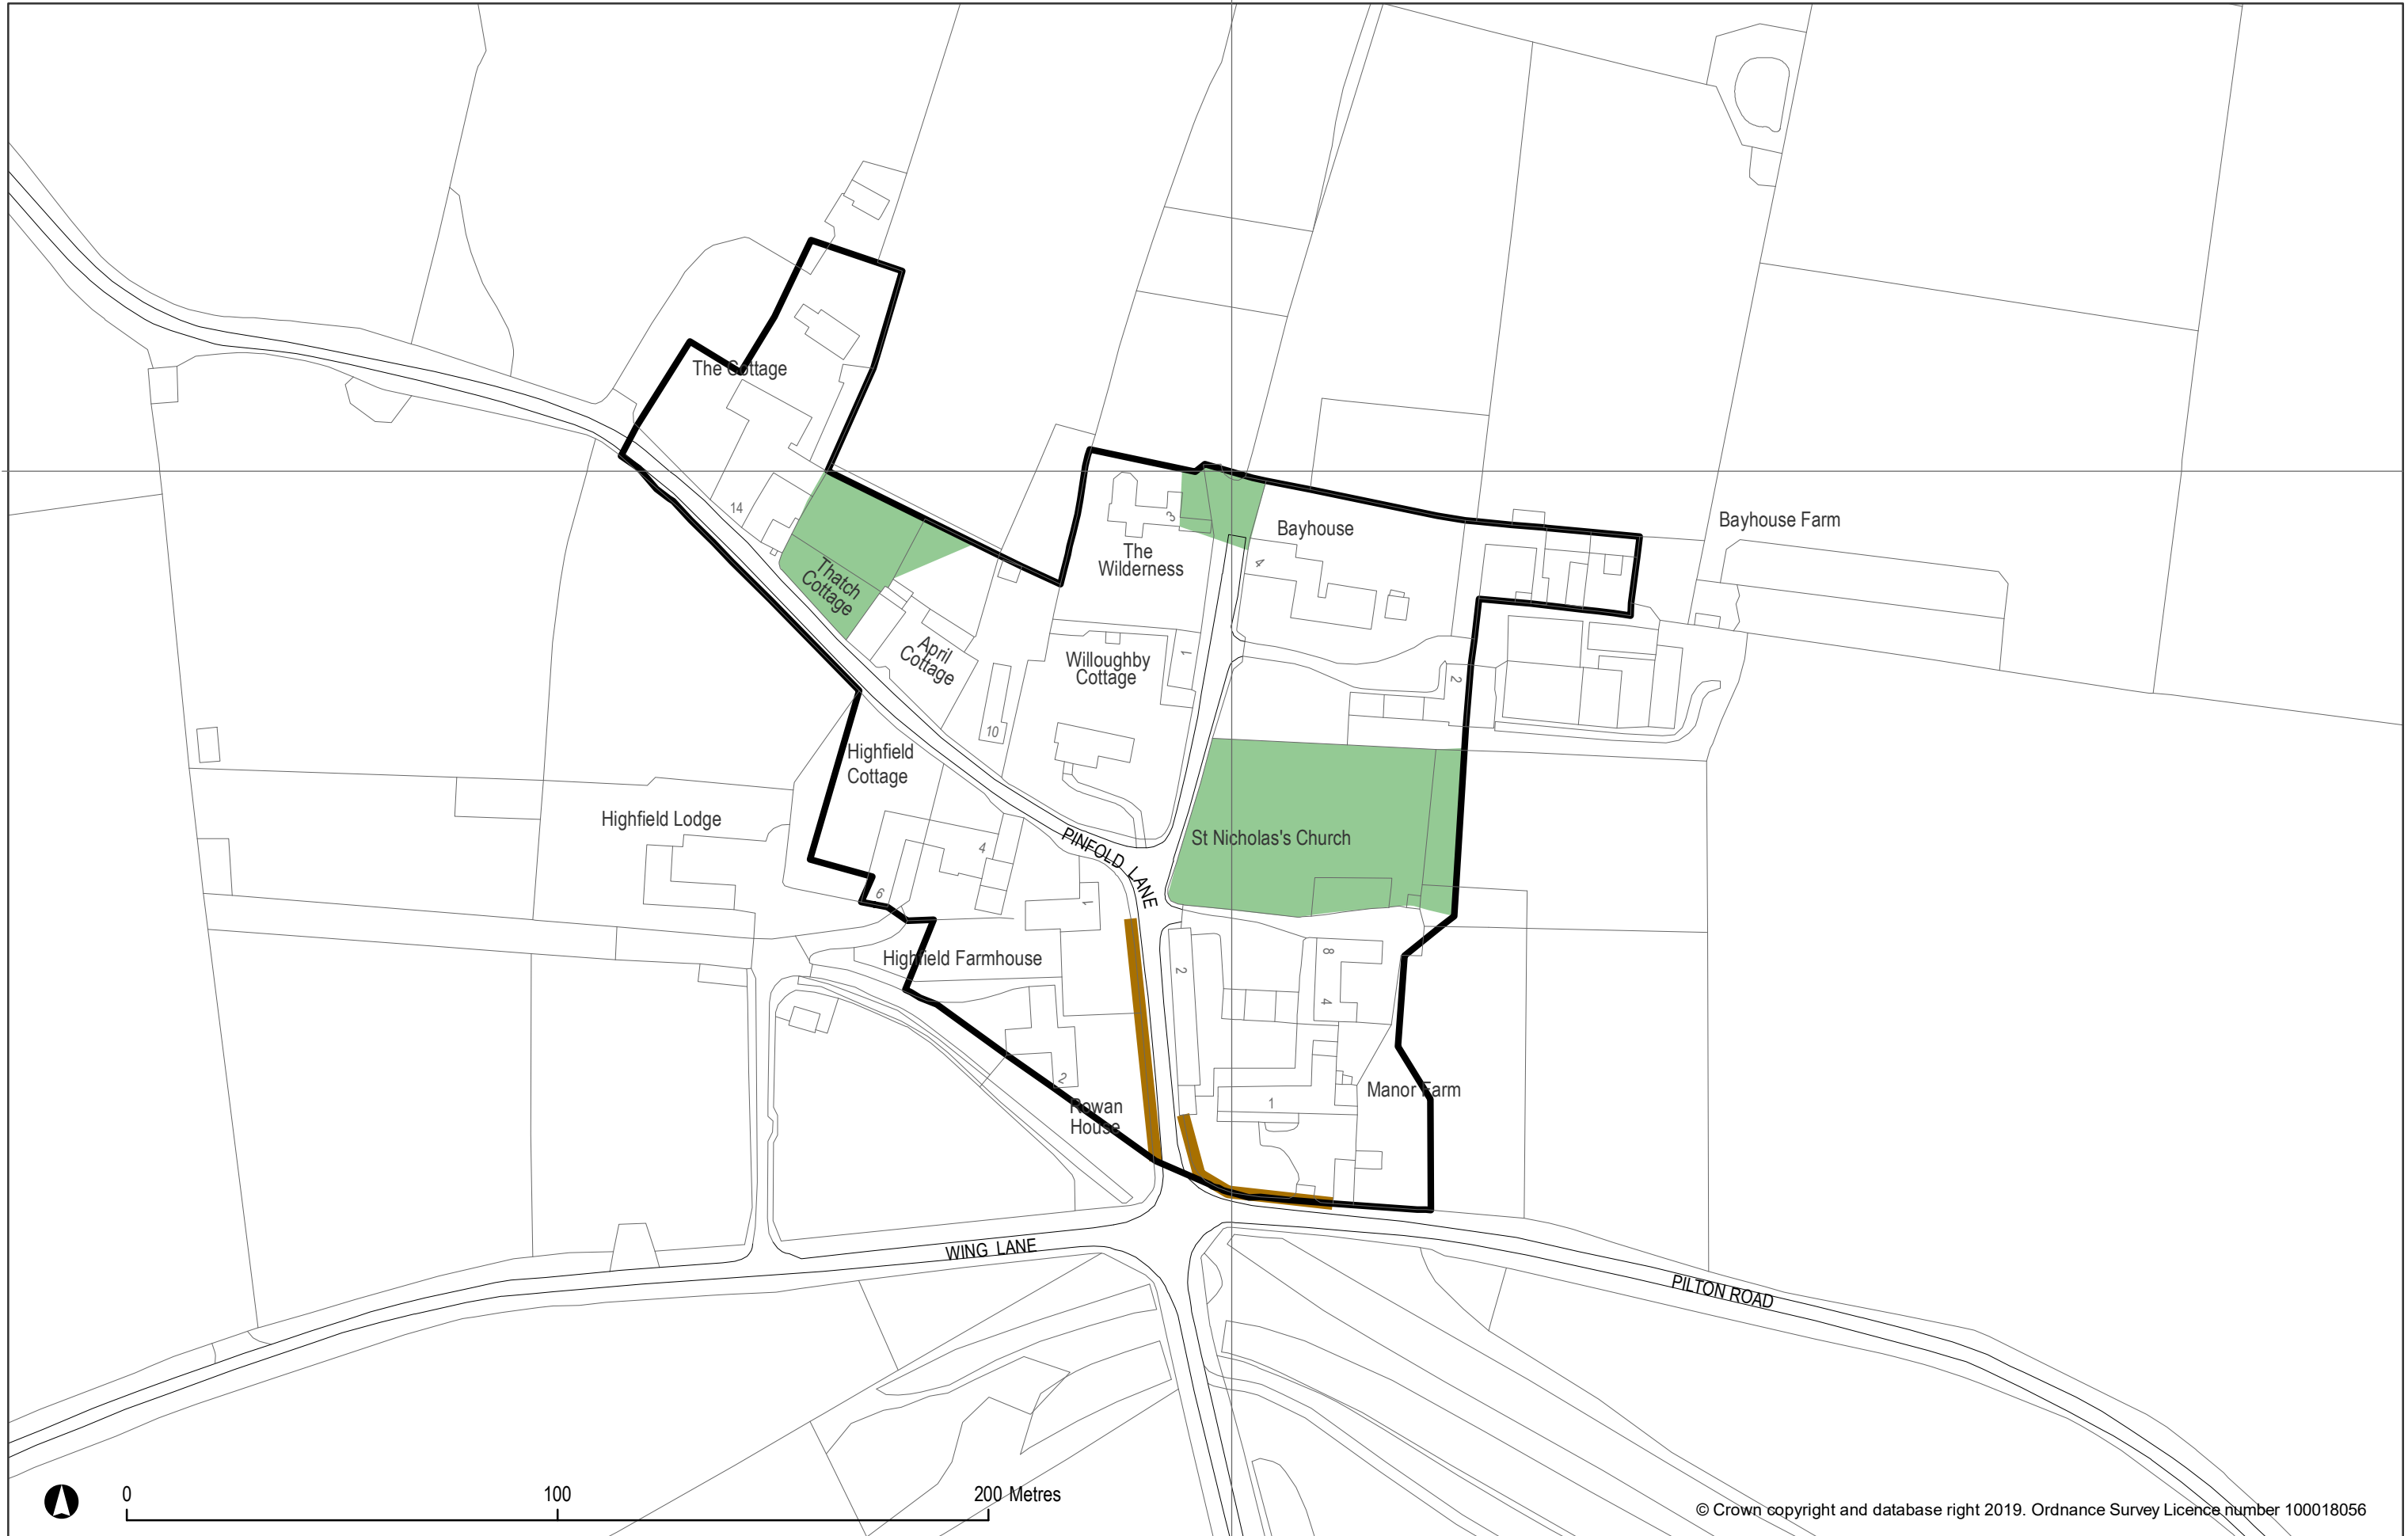 The Cottage
14
Thatch
Cottage
April
Cottage
10
3
The
Wilderness
Bayhouse
4
Bayhouse Farm
Willoughby
Cottage
1
2
Highfield
Cottage
Highfield Lodge
4
6
1
PINFOLD LANE
St Nicholas's Church
Highfield Farmhouse
2
8
4
2
Rowan
House
1
Manor Farm
WING LANE
PILTON ROAD
0
100
200 Metres
© Crown copyright and database right 2019. Ordnance Survey Licence number 100018056